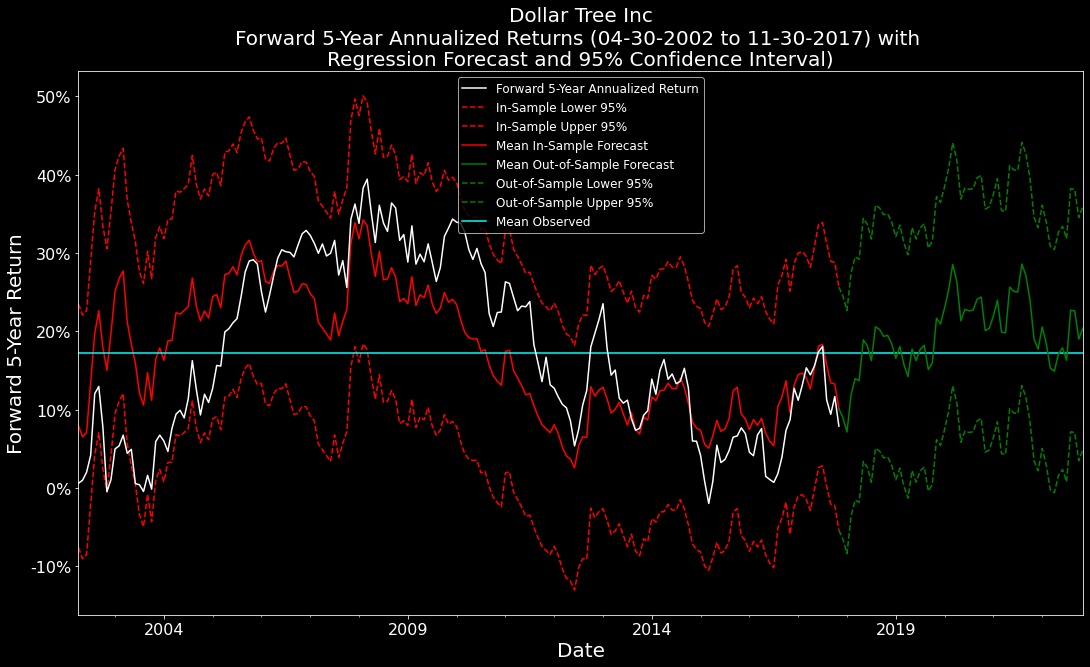 Dollar Tree Inc
Forward 5-Year Annualized Returns (04-30-2002 to 11-30-2017) with
Regression Forecast and 95% Confidence Interval)
Forward 5-Year Annualized Return
In-Sample Lower 95%
In-Sample Upper 95%
Mean In-Sample Forecast
Mean Out-of-Sample Forecast
Out-of-Sample Lower 95%
Out-of-Sample Upper 95%
Mean Observed
Forward 5-Year Return
50%
40%
30%
20%
10%
0%
-10%
2004
2009
2014
2019
Date